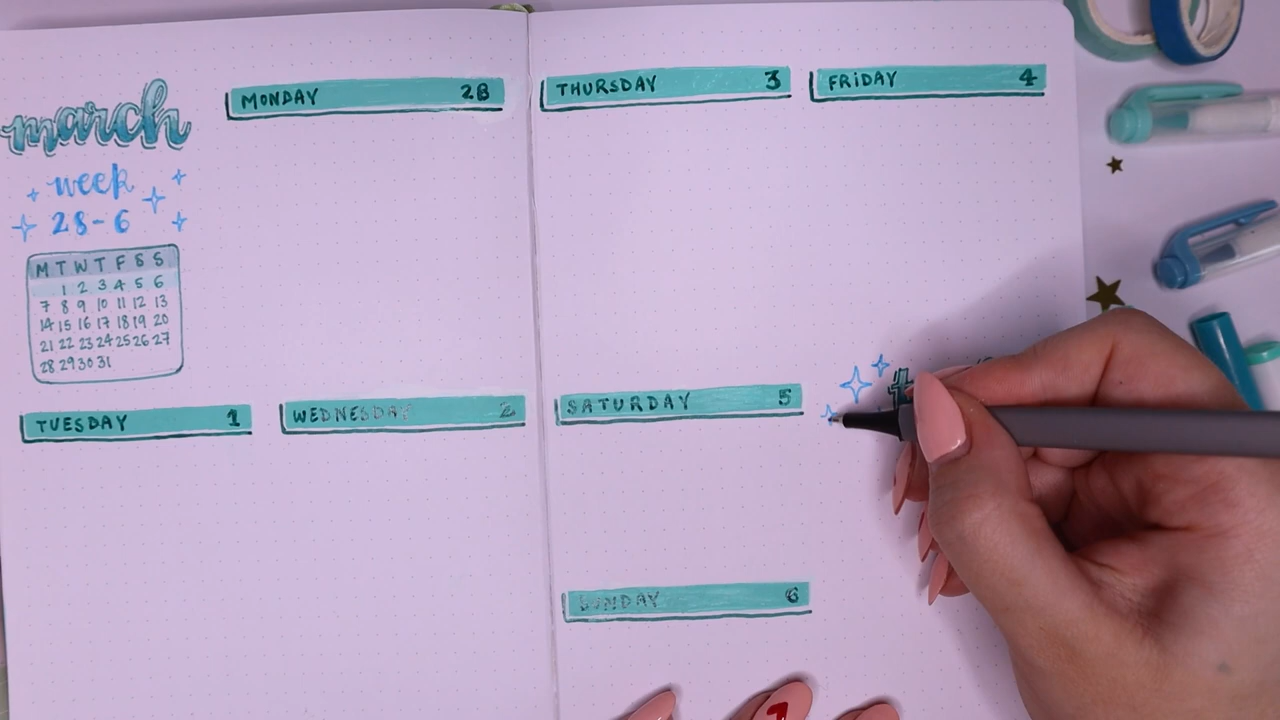 march
week
28-6
M T W T F S S
1 2 3 4 5 6
7 8 9 10 11 12 13
14 15 16 17 18 19 20
21 22 23 24 25 26 27
28 29 30 31
MONDAY 28
TUESDAY 1
WEDNESDAY 2
THURSDAY 3
FRIDAY 4
SATURDAY 5
SUNDAY 6